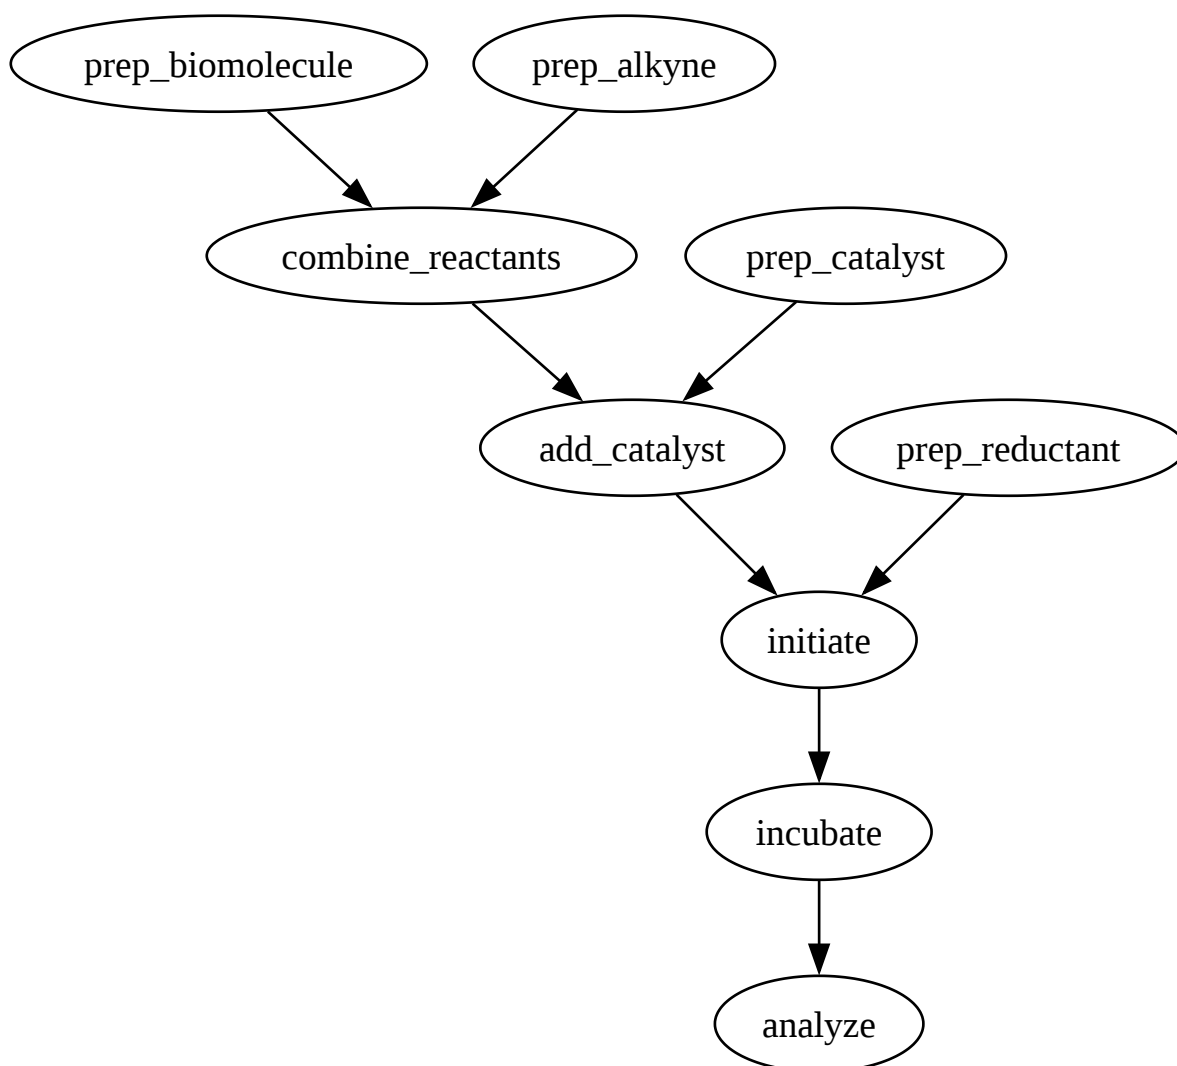 prep_biomolecule
prep_alkyne
combine_reactants
prep_catalyst
add_catalyst
prep_reductant
initiate
incubate
analyze